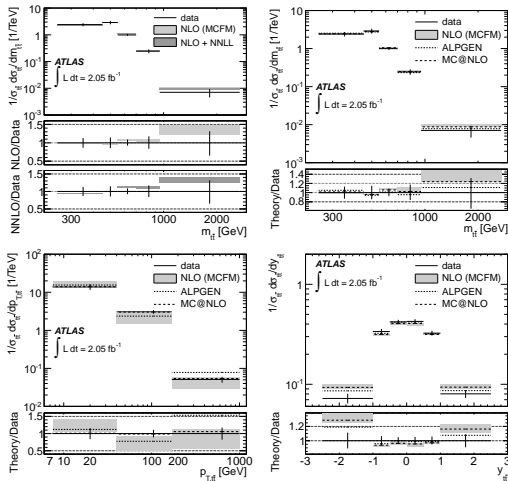 data
NLO (MCFM)
NLO + NNLL
ATLAS
∫ L dt = 2.05 fb⁻¹
1/σ_tt̄ dσ_tt̄/dm_tt̄ [1/TeV]
10
1
10⁻¹
10⁻²
10⁻³
NLO/Data
1.5
1
0.5
NNLO/Data
1.5
1
0.5
300
1000
2000
m_tt̄ [GeV]
data
NLO (MCFM)
ALPGEN
MC@NLO
ATLAS
∫ L dt = 2.05 fb⁻¹
1/σ_tt̄ dσ_tt̄/dm_tt̄ [1/TeV]
10
1
10⁻¹
10⁻²
10⁻³
Theory/Data
1.4
1.2
1
0.8
300
1000
2000
m_tt̄ [GeV]
data
NLO (MCFM)
ALPGEN
MC@NLO
ATLAS
∫ L dt = 2.05 fb⁻¹
1/σ_tt̄ dσ_tt̄/dp_T,tt̄ [1/TeV]
10²
10
1
10⁻¹
10⁻²
Theory/Data
1.5
1
0.5
7 10 20 100 200 1000
p_T,tt̄ [GeV]
ATLAS
∫ L dt = 2.05 fb⁻¹
data
NLO (MCFM)
ALPGEN
MC@NLO
1/σ_tt̄ dσ_tt̄/dy_tt̄
1
10⁻¹
Theory/Data
1.2
1
-3 -2 -1 0 1 2 3
y_tt̄